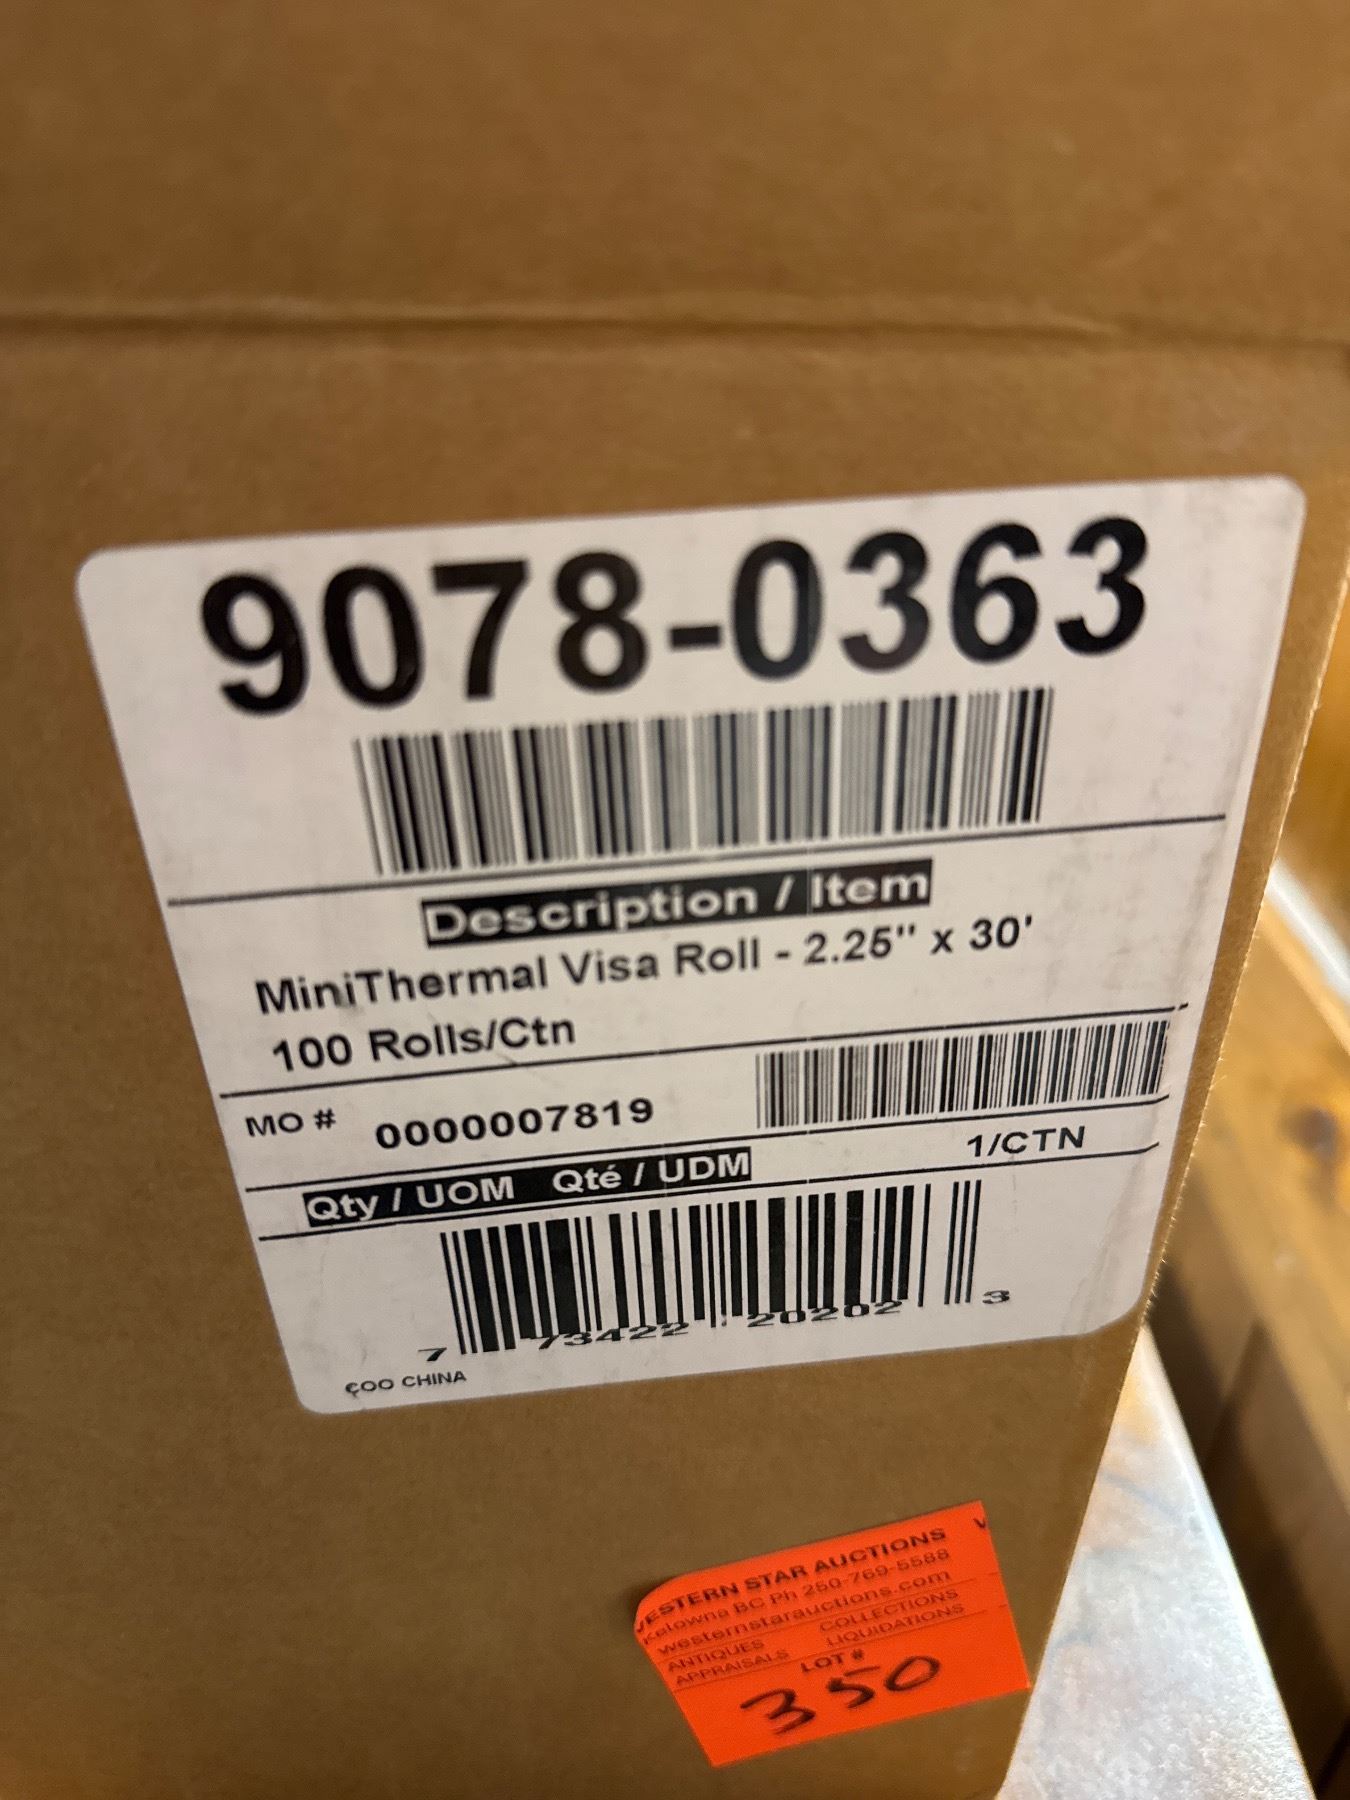 9078-0363
Description / Item
MiniThermal Visa Roll - 2.25" x 30'
100 Rolls/Ctn
MO # 0000007819
Qty / UOM Qté / UDM 1/CTN
7 73422 20202 3
COO CHINA
WESTERN STAR AUCTIONS
Kelowna BC Ph 250-769-5588
westernstarauctions.com
ANTIQUES COLLECTIONS
APPRAISALS LIQUIDATIONS
LOT #
350